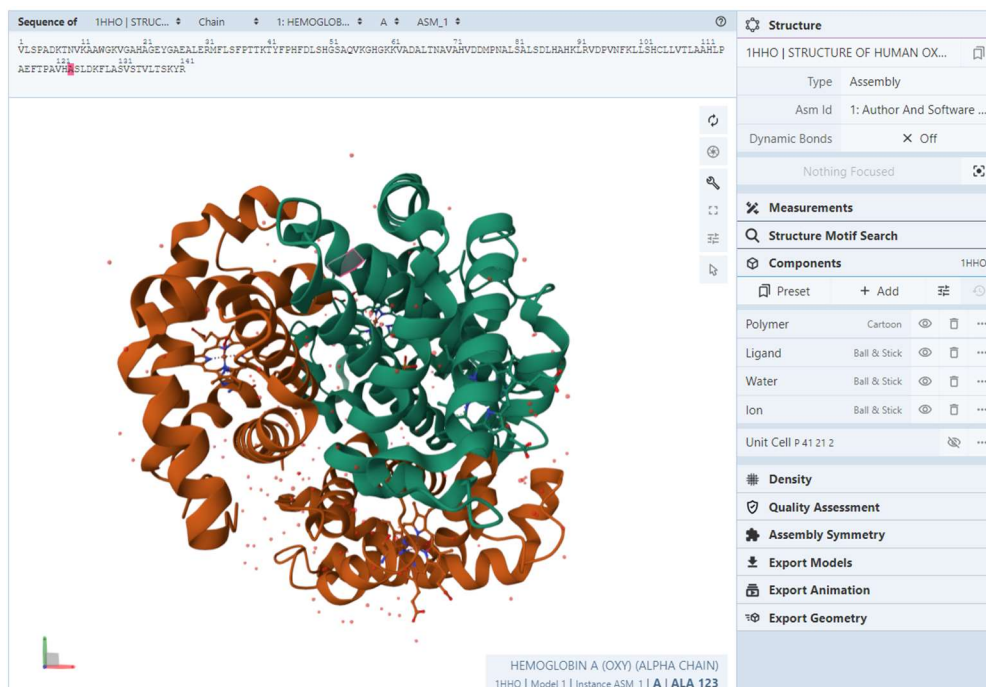 Sequence of 1HHO | STRUC... Chain 1: HEMOGLOB... A ASM_1
1 11 21 31 41 51 61 71 81 91 101 111
VLSPADKTNVKAAWGKVGAHAGEYGAEALERMFLSFPTTKTYFPHFDLSHGSAQVKGHGKKVADALTNAVAHVDDMPNALSALSDLHAHKLRVDPVNFKLLSHCLLVTLAAHLP
121 131 141
AEFTPAVHASLDKFLASVSTVLTSKYR
Structure
1HHO | STRUCTURE OF HUMAN OX...
Type Assembly
Asm Id 1: Author And Software ...
Dynamic Bonds × Off
Nothing Focused
Measurements
Structure Motif Search
Components 1HHO
Preset + Add
Polymer Cartoon
Ligand Ball & Stick
Water Ball & Stick
Ion Ball & Stick
Unit Cell P 41 21 2
Density
Quality Assessment
Assembly Symmetry
Export Models
Export Animation
Export Geometry
HEMOGLOBIN A (OXY) (ALPHA CHAIN)
1HHO | Model 1 | Instance ASM_1 | A | ALA 123